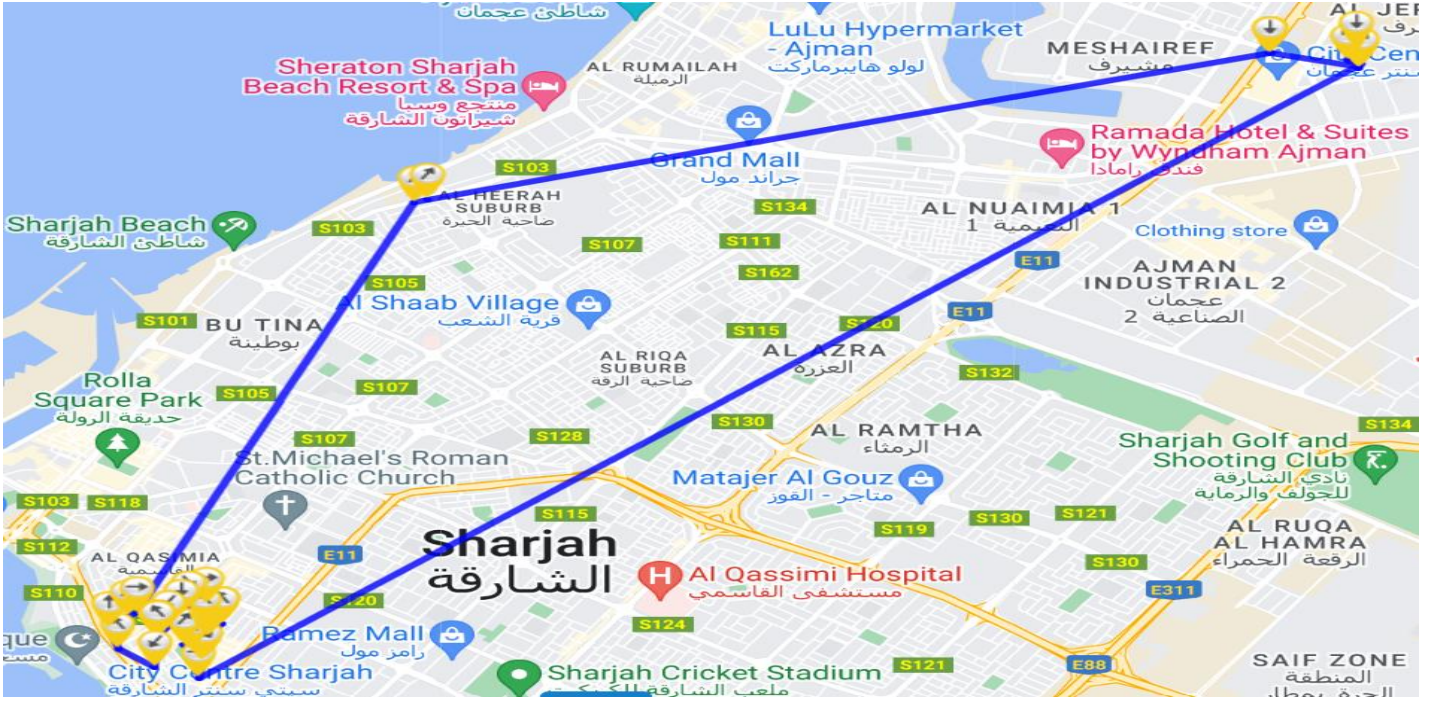 شاطئ عجمان
LuLu Hypermarket
- Ajman
لولو هايبرماركت
MESHAIREF
مشيرف
Sheraton Sharjah
Beach Resort & Spa
منتجع وسبا
شيراتون الشارقة
AL RUMAILAH
الرميلة
Ramada Hotel & Suites
by Wyndham Ajman
فندق رامادا
Grand Mall
جراند مول
S103
AL HEERAH
SUBURB
ضاحية الحيرة
S134
AL NUAIMIA 1
النعيمية 1
Sharjah Beach
شاطئ الشارقة
S103
S107
S111
Clothing store
E11
S162
AJMAN
INDUSTRIAL 2
عجمان
الصناعية 2
S105
Al Shaab Village
قرية الشعب
E11
S101
BU TINA
بوطينة
S115
S120
AL AZRA
العزرة
AL RIQA
SUBURB
ضاحية الرقة
S132
Rolla
Square Park
حديقة الرولة
S105
S107
S130
S134
AL RAMTHA
الرمثاء
S107
S128
Sharjah Golf and
Shooting Club
نادي الشارقة
للجولف والرماية
St.Michael's Roman
Catholic Church
Matajer Al Gouz
متاجر - القوز
S103
S118
S115
S119
S130
S121
AL RUQA
AL HAMRA
الرقعة الحمراء
S112
AL QASIMIA
E11
Sharjah
الشارقة
S130
Al Qassimi Hospital
مستشفى القاسمي
S110
S120
E311
S124
Ramez Mall
رامز مول
City Centre Sharjah
سيتي سنتر الشارقة
Sharjah Cricket Stadium
ملعب الشارقة للكريكيت
S121
E88
SAIF ZONE
المنطقة